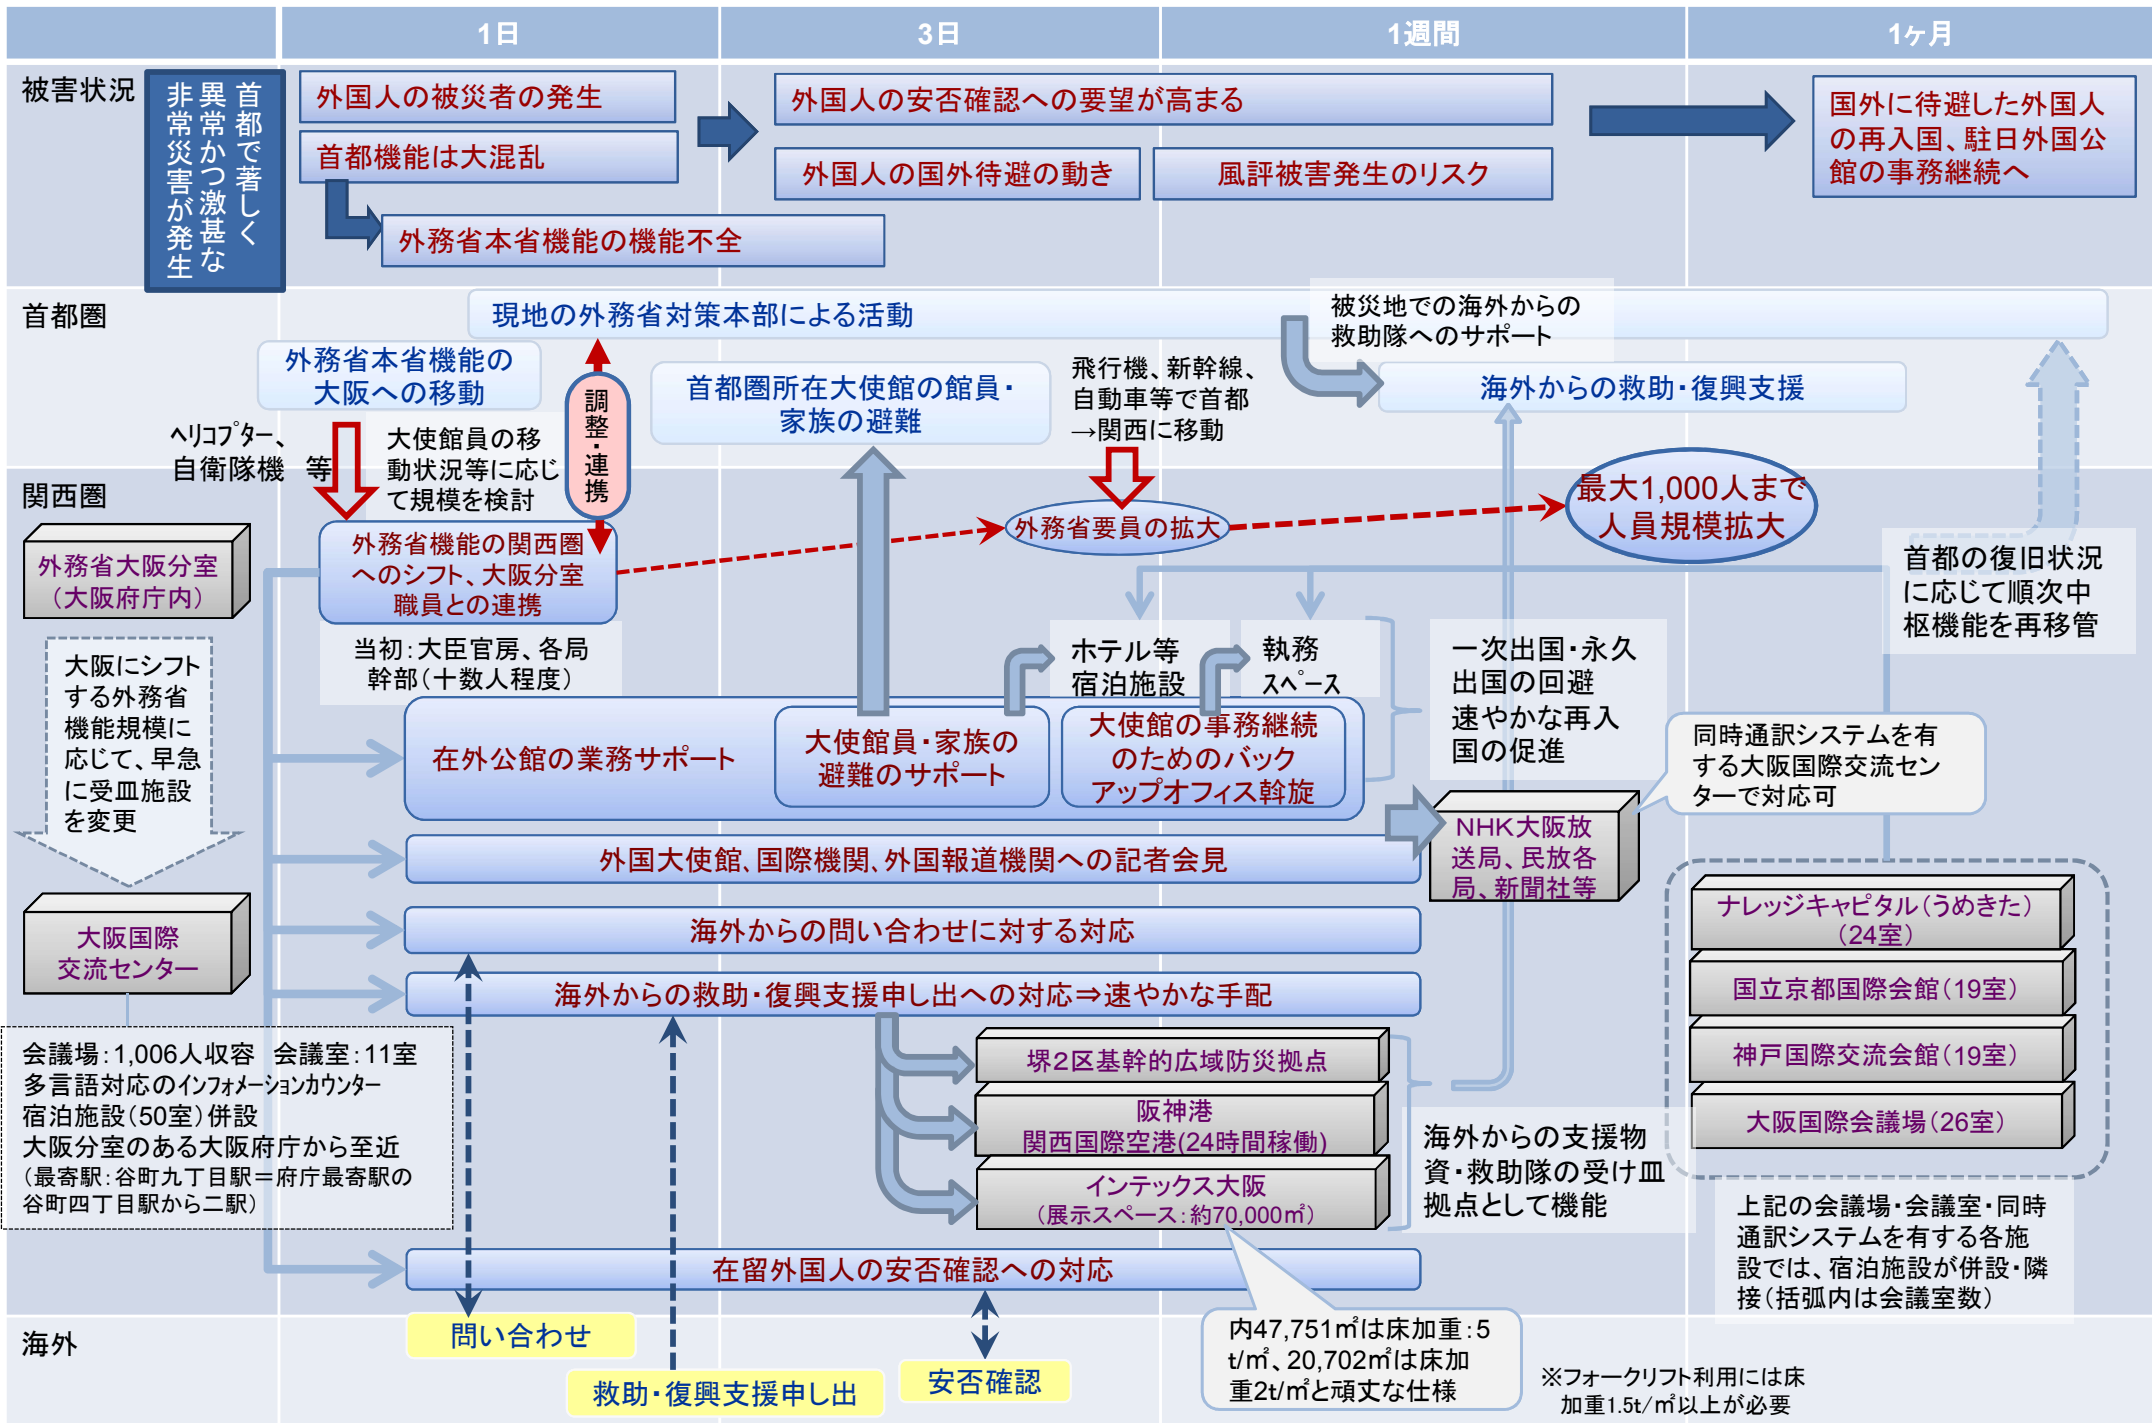 1日
3日
1週間
1ヶ月
被害状況
首都で著しく
異常かつ激甚な
非常災害が発生
外国人の被災者の発生
首都機能は大混乱
外務省本省機能の機能不全
外国人の安否確認への要望が高まる
外国人の国外待避の動き
風評被害発生のリスク
国外に待避した外国人
の再入国、駐日外国公
館の事務継続へ
首都圏
現地の外務省対策本部による活動
被災地での海外からの
救助隊へのサポート
外務省本省機能の
大阪への移動
調整・連携
首都圏所在大使館の館員・
家族の避難
飛行機、新幹線、
自動車等で首都
→関西に移動
海外からの救助・復興支援
ヘリコプター、
自衛隊機　等
大使館員の移
動状況等に応じ
て規模を検討
関西圏
外務省大阪分室
（大阪府庁内）
外務省機能の関西圏
へのシフト、大阪分室
職員との連携
外務省要員の拡大
最大1,000人まで
人員規模拡大
首都の復旧状況
に応じて順次中
枢機能を再移管
当初：大臣官房、各局
幹部（十数人程度）
大阪にシフト
する外務省
機能規模に
応じて、早急
に受皿施設
を変更
ホテル等
宿泊施設
執務
スペース
一次出国・永久
出国の回避
速やかな再入
国の促進
在外公館の業務サポート
大使館員・家族の
避難のサポート
大使館の事務継続
のためのバック
アップオフィス斡旋
同時通訳システムを有
する大阪国際交流セン
ターで対応可
外国大使館、国際機関、外国報道機関への記者会見
NHK大阪放
送局、民放各
局、新聞社等
大阪国際
交流センター
海外からの問い合わせに対する対応
海外からの救助・復興支援申し出への対応⇒速やかな手配
ナレッジキャピタル（うめきた）
（24室）
国立京都国際会館（19室）
神戸国際交流会館（19室）
大阪国際会議場（26室）
会議場：1,006人収容　会議室：11室
多言語対応のインフォメーションカウンター
宿泊施設（50室）併設
大阪分室のある大阪府庁から至近
（最寄駅：谷町九丁目駅＝府庁最寄駅の
谷町四丁目駅から二駅）
堺２区基幹的広域防災拠点
阪神港
関西国際空港(24時間稼働)
インテックス大阪
（展示スペース：約70,000㎡）
海外からの支援物
資・救助隊の受け皿
拠点として機能
上記の会議場・会議室・同時
通訳システムを有する各施
設では、宿泊施設が併設・隣
接（括弧内は会議室数）
在留外国人の安否確認への対応
海外
問い合わせ
救助・復興支援申し出
安否確認
内47,751㎡は床加重：5
t/㎡、20,702㎡は床加
重2t/㎡と頑丈な仕様
※フォークリフト利用には床
加重1.5t/㎡以上が必要